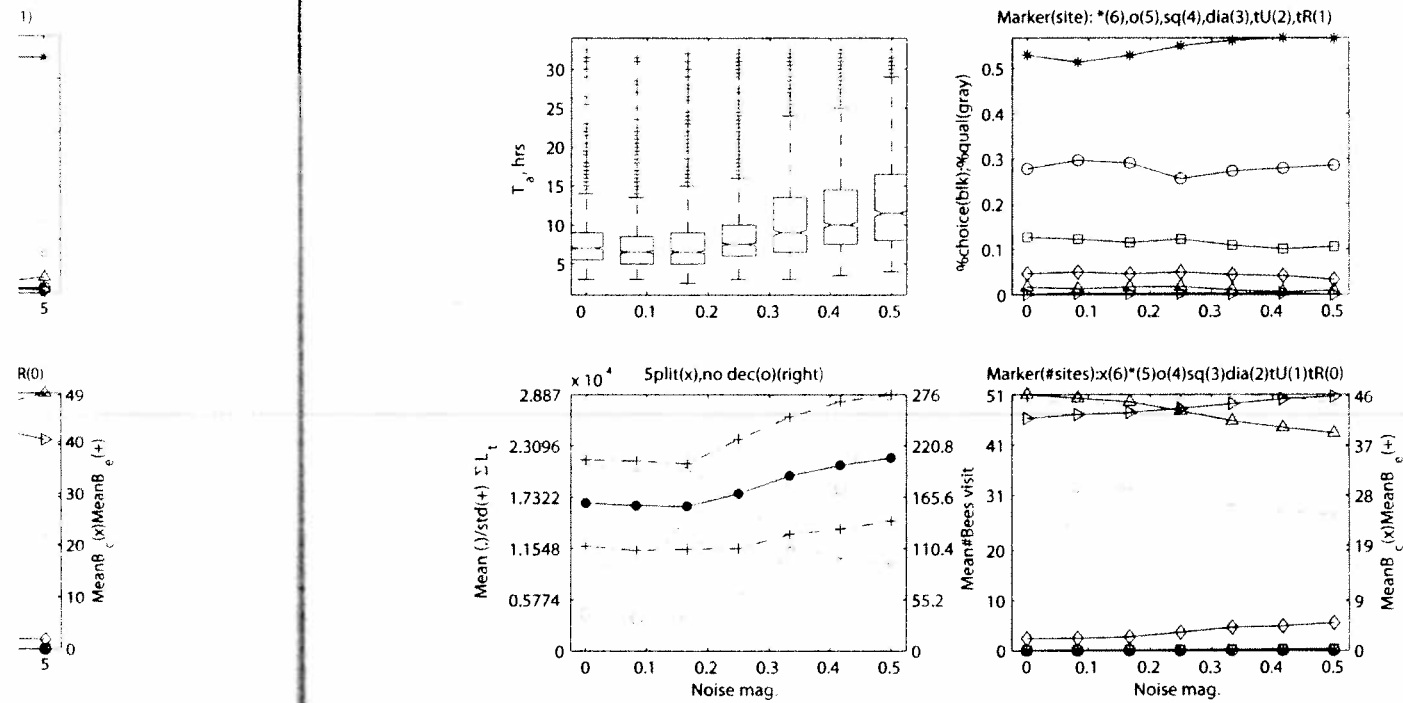 1)
5
R(0)
49
40
30
20
10
0
MeanB c (x)MeanB e (+)
5
30
25
20
15
10
5
T a, hrs
0 0.1 0.2 0.3 0.4 0.5
Marker(site): *(6),o(5),sq(4),dia(3),tU(2),tR(1)
0.5
0.4
0.3
0.2
0.1
0
%choice(blk);%qual(gray)
0 0.1 0.2 0.3 0.4 0.5
Split(x),no dec(o)(right)
x 10^4
2.887
2.3096
1.7322
1.1548
0.5774
0
Mean (.)/std(+) ΣL t
276
220.8
165.6
110.4
55.2
0
0 0.1 0.2 0.3 0.4 0.5
Noise mag.
Marker(#sites):x(6)*(5)o(4)sq(3)dia(2)tU(1)tR(0)
51
41
31
20
10
0
Mean#Bees visit
46
37
28
19
9
0
MeanB c (x)MeanB e (+)
0 0.1 0.2 0.3 0.4 0.5
Noise mag.